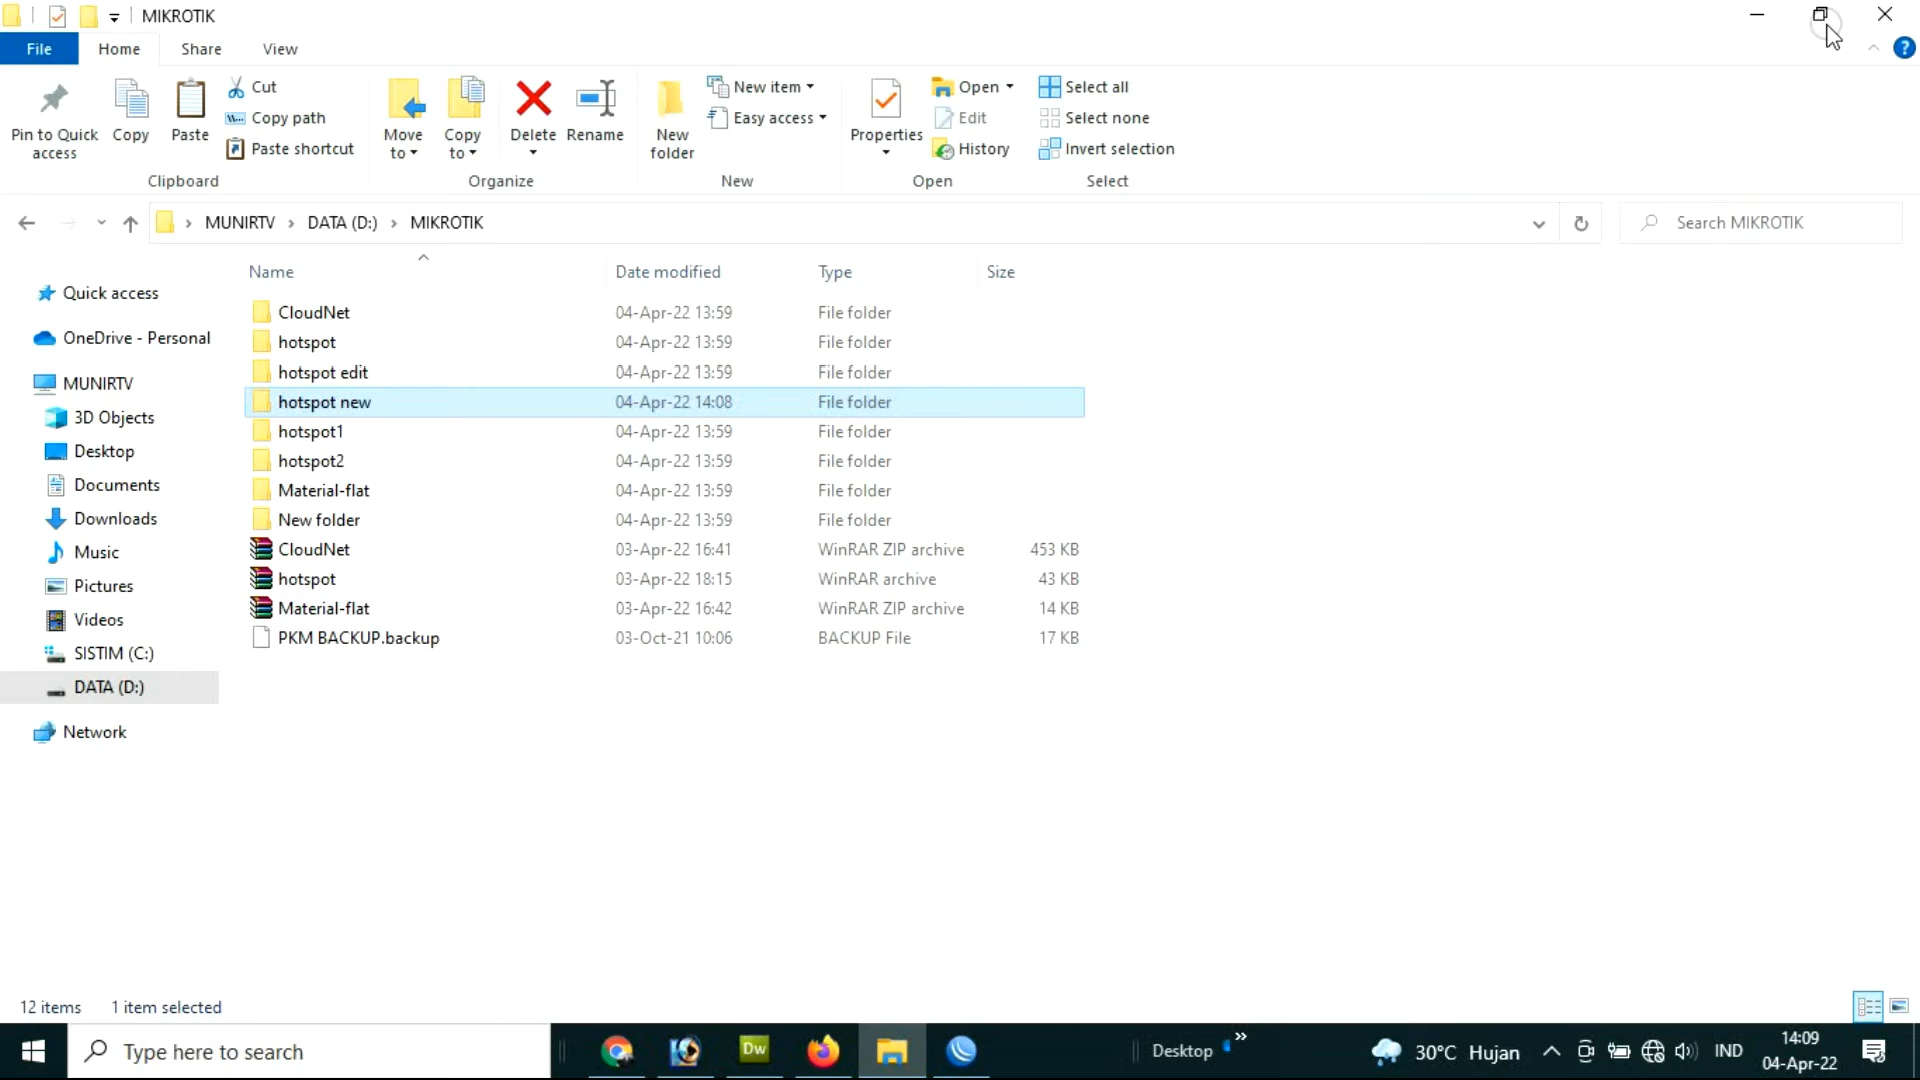 MIKROTIK
File Home Share View
Pin to Quick access
Copy
Paste
Cut
Copy path
Paste shortcut
Clipboard
Move to
Copy to
Delete
Rename
Organize
New folder
New item
Easy access
New
Properties
Open
Edit
History
Open
Select all
Select none
Invert selection
Select
MUNIRTV › DATA (D:) › MIKROTIK
Search MIKROTIK
Quick access
OneDrive - Personal
MUNIRTV
3D Objects
Desktop
Documents
Downloads
Music
Pictures
Videos
SISTIM (C:)
DATA (D:)
Network
Name Date modified Type Size
CloudNet 04-Apr-22 13:59 File folder
hotspot 04-Apr-22 13:59 File folder
hotspot edit 04-Apr-22 13:59 File folder
hotspot new 04-Apr-22 14:08 File folder
hotspot1 04-Apr-22 13:59 File folder
hotspot2 04-Apr-22 13:59 File folder
Material-flat 04-Apr-22 13:59 File folder
New folder 04-Apr-22 13:59 File folder
CloudNet 03-Apr-22 16:41 WinRAR ZIP archive 453 KB
hotspot 03-Apr-22 18:15 WinRAR archive 43 KB
Material-flat 03-Apr-22 16:42 WinRAR ZIP archive 14 KB
PKM BACKUP.backup 03-Oct-21 10:06 BACKUP File 17 KB
12 items 1 item selected
Type here to search
Dw
Desktop »
30°C Hujan
IND
14:09
04-Apr-22